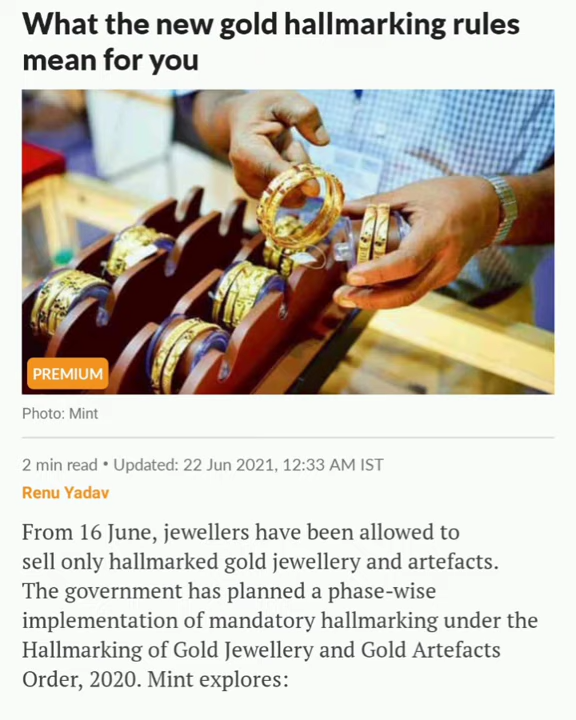 What the new gold hallmarking rules
mean for you
PREMIUM
Photo: Mint
2 min read • Updated: 22 Jun 2021, 12:33 AM IST
Renu Yadav
From 16 June, jewellers have been allowed to
sell only hallmarked gold jewellery and artefacts.
The government has planned a phase-wise
implementation of mandatory hallmarking under the
Hallmarking of Gold Jewellery and Gold Artefacts
Order, 2020. Mint explores: